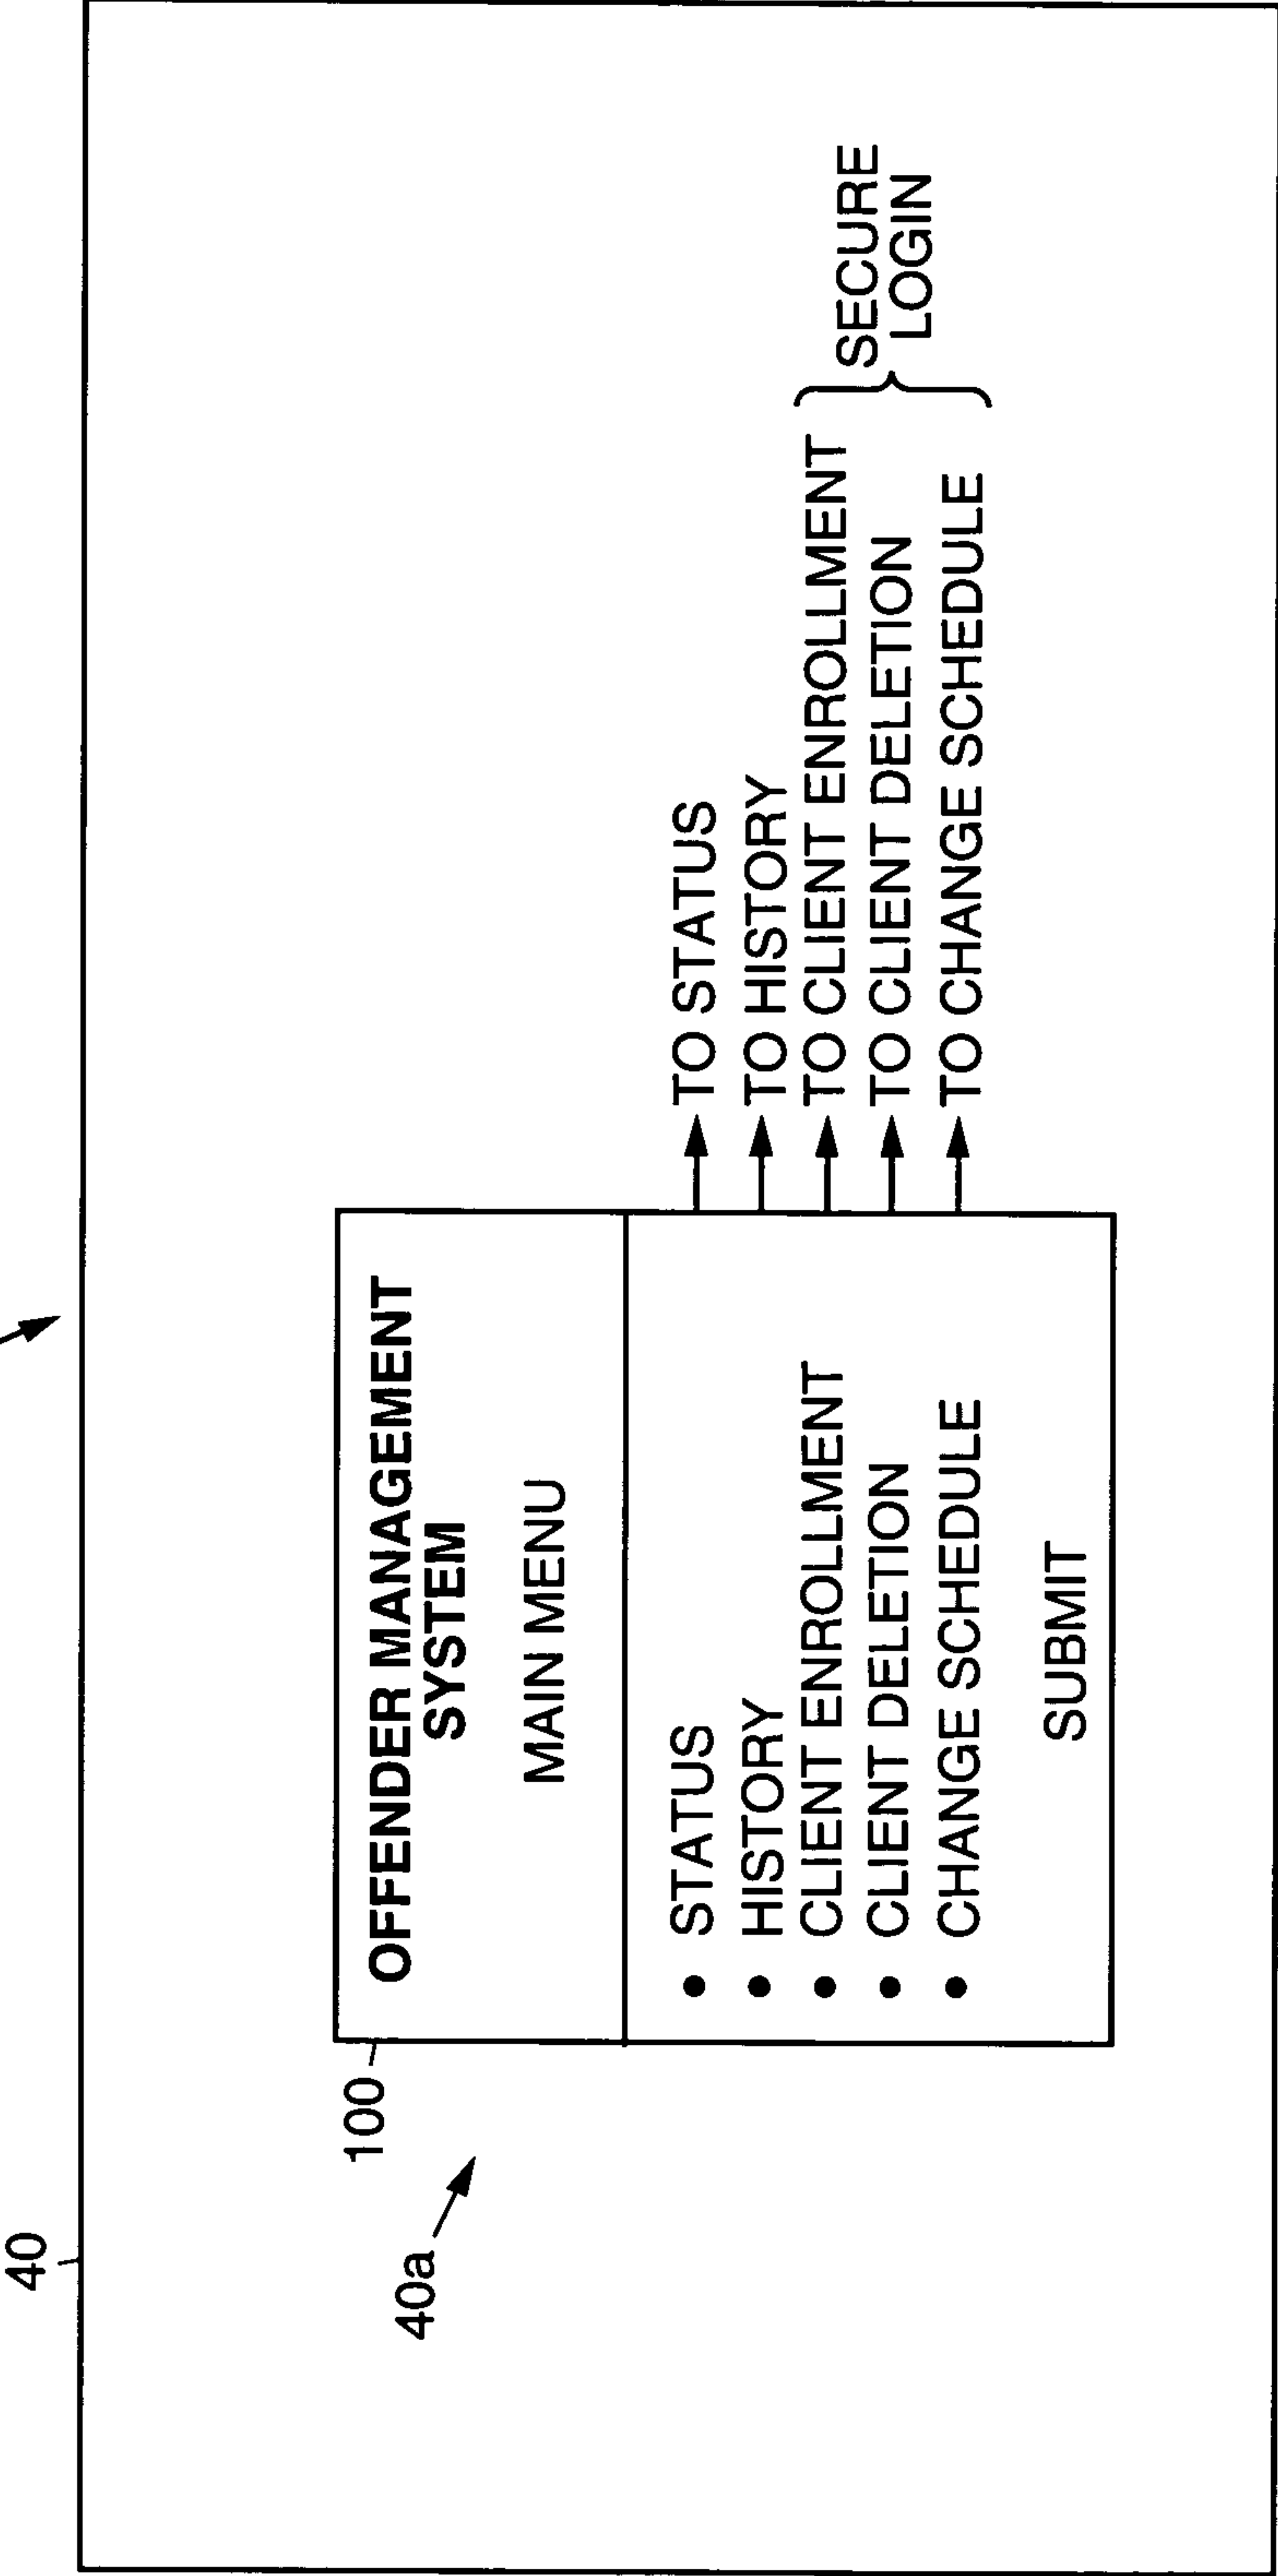 40
40a
100
OFFENDER MANAGEMENT
SYSTEM
MAIN MENU
• STATUS
• HISTORY
• CLIENT ENROLLMENT
• CLIENT DELETION
• CHANGE SCHEDULE
SUBMIT
TO STATUS
TO HISTORY
TO CLIENT ENROLLMENT
TO CLIENT DELETION
TO CHANGE SCHEDULE
SECURE
LOGIN